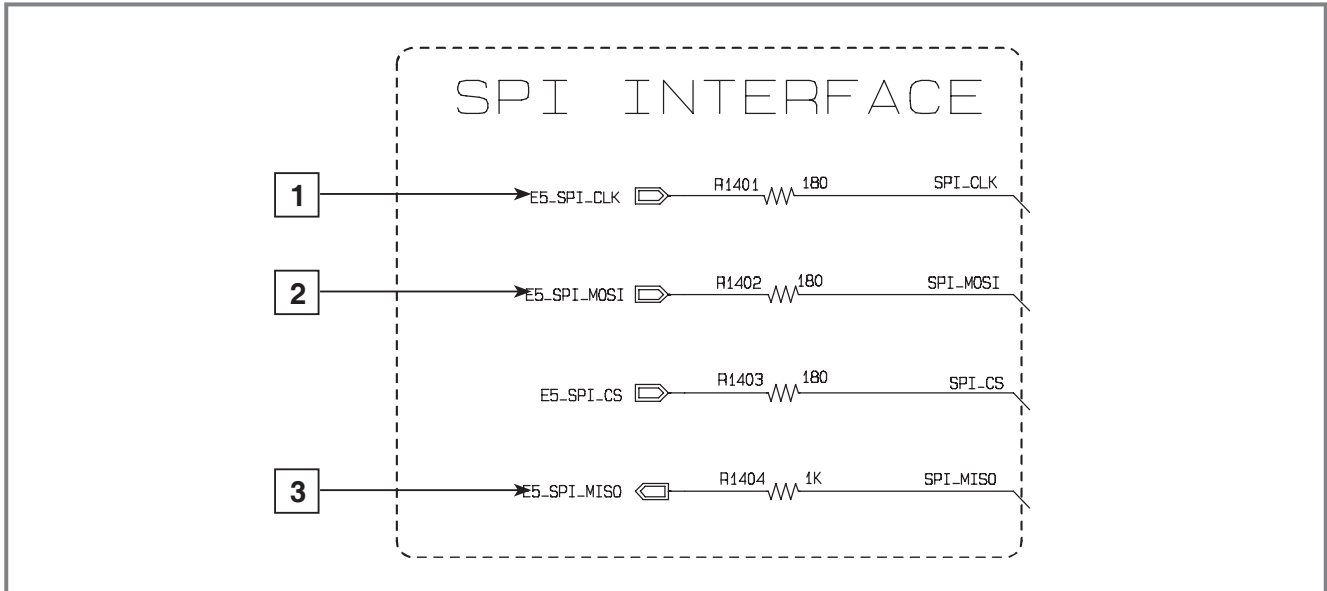 SPI INTERFACE
1 E5_SPI_CLK R1401 180 SPI_CLK
2 E5_SPI_MOSI R1402 180 SPI_MOSI
E5_SPI_CS R1403 180 SPI_CS
3 E5_SPI_MISO R1404 1K SPI_MISO